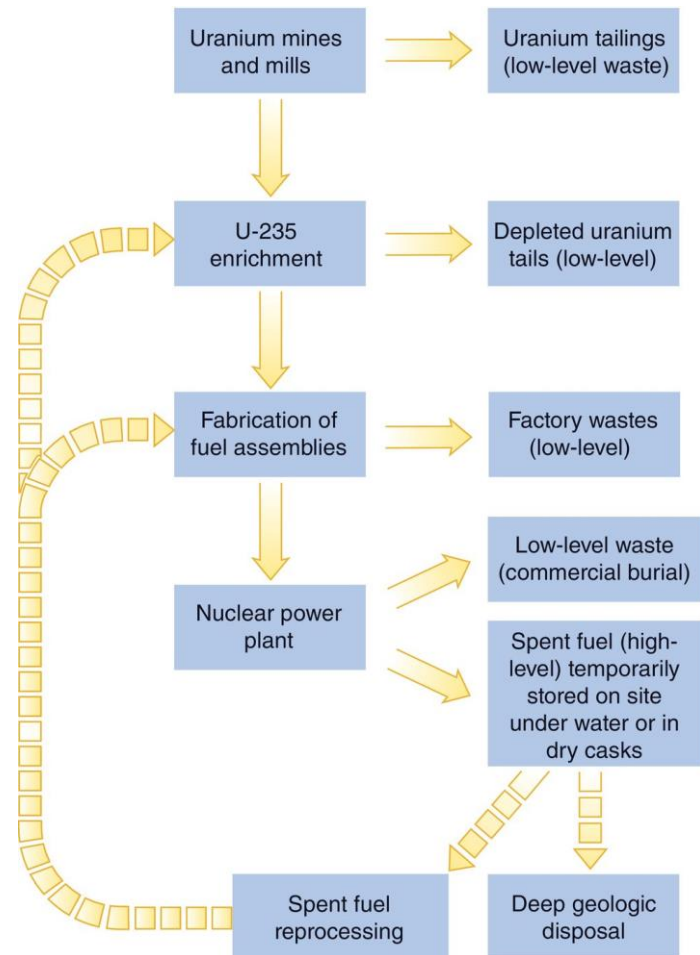 Uranium mines
and mills
Uranium tailings
(low-level waste)
U-235
enrichment
Depleted uranium
tails (low-level)
Fabrication of
fuel assemblies
Factory wastes
(low-level)
Low-level waste
(commercial burial)
Nuclear power
plant
Spent fuel (high-
level) temporarily
stored on site
under water or in
dry casks
Spent fuel
reprocessing
Deep geologic
disposal